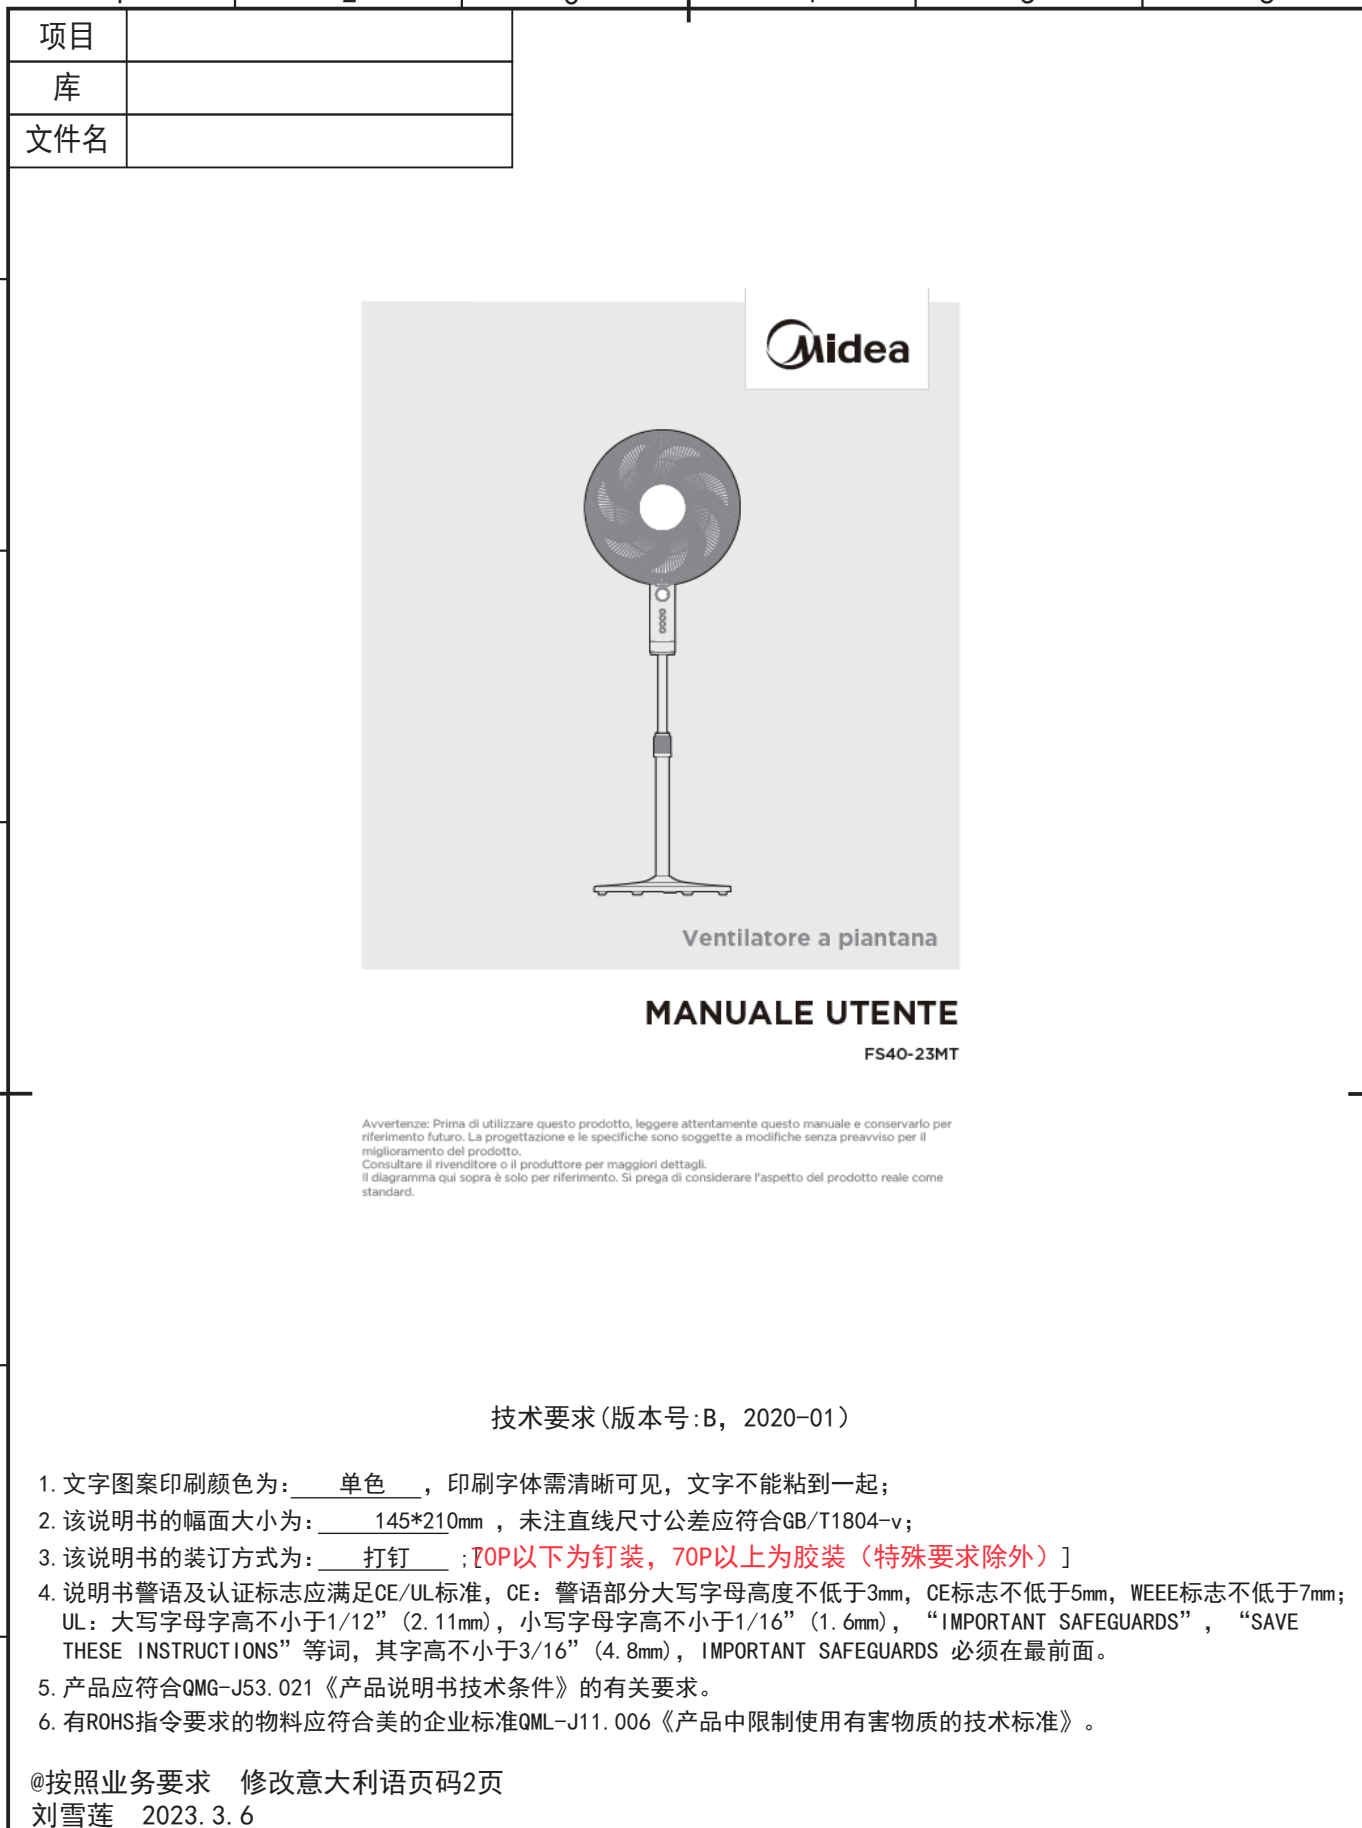 项目
库
文件名
Midea
Ventilatore a piantana
MANUALE UTENTE
FS40-23MT
Avvertenze: Prima di utilizzare questo prodotto, leggere attentamente questo manuale e conservarlo per
riferimento futuro. La progettazione e le specifiche sono soggette a modifiche senza preavviso per il
miglioramento del prodotto.
Consultare il rivenditore o il produttore per maggiori dettagli.
Il diagramma qui sopra è solo per riferimento. Si prega di considerare l'aspetto del prodotto reale come
standard.
技术要求(版本号:B, 2020-01)
1. 文字图案印刷颜色为: 单色 , 印刷字体需清晰可见, 文字不能粘到一起;
2. 该说明书的幅面大小为: 145*210mm , 未注直线尺寸公差应符合GB/T1804-v;
3. 该说明书的装订方式为: 打钉 ;[70P以下为钉装, 70P以上为胶装 (特殊要求除外) ]
4. 说明书警语及认证标志应满足CE/UL标准, CE: 警语部分大写字母高度不低于3mm, CE标志不低于5mm, WEEE标志不低于7mm;
UL: 大写字母字高不小于1/12” (2.11mm), 小写字母字高不小于1/16” (1.6mm), “IMPORTANT SAFEGUARDS” , “SAVE
THESE INSTRUCTIONS” 等词, 其字高不小于3/16” (4.8mm), IMPORTANT SAFEGUARDS 必须在最前面。
5. 产品应符合QMG-J53.021《产品说明书技术条件》的有关要求。
6. 有ROHS指令要求的物料应符合美的企业标准QML-J11.006《产品中限制使用有害物质的技术标准》。
@按照业务要求 修改意大利语页码2页
刘雪莲 2023.3.6